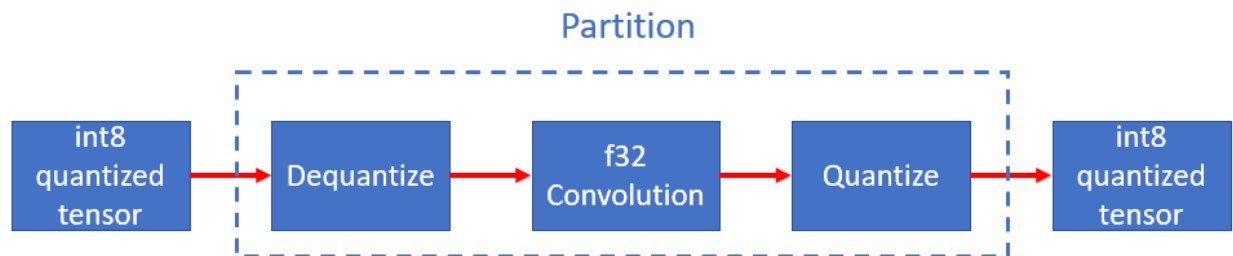 Partition
int8
quantized
tensor
Dequantize
f32
Convolution
Quantize
int8
quantized
tensor